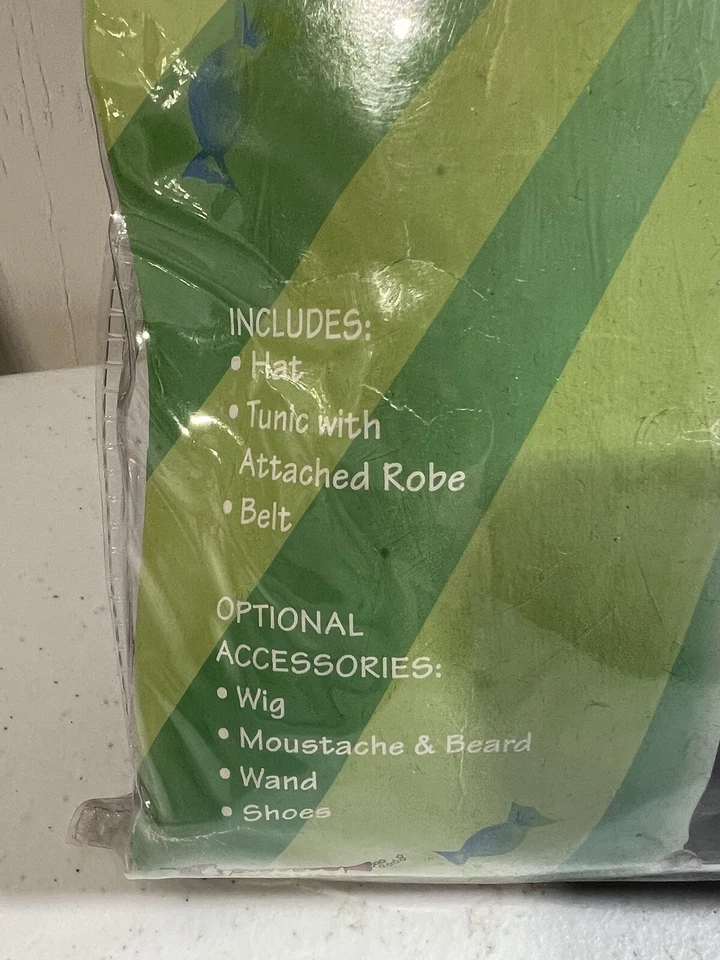 INCLUDES:
• Hat
• Tunic with
Attached Robe
• Belt
OPTIONAL
ACCESSORIES:
• Wig
• Moustache & Beard
• Wand
• Shoes